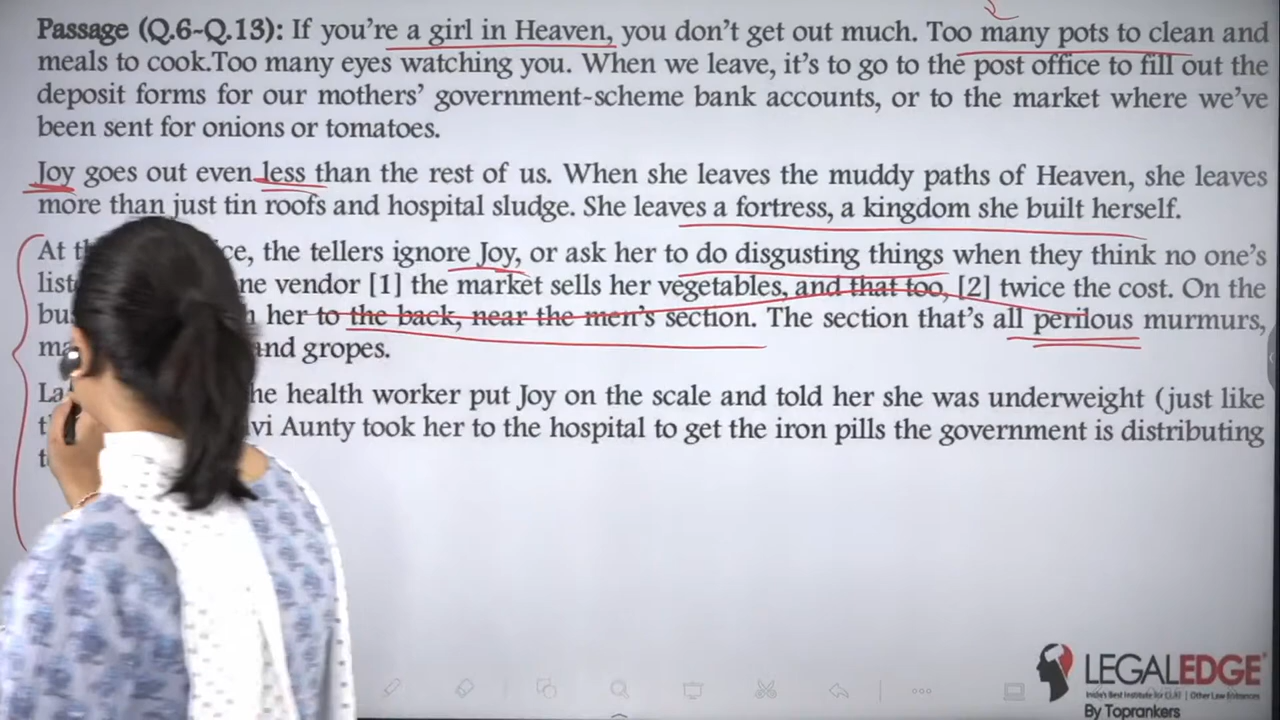 Passage (Q.6-Q.13): If you're a girl in Heaven, you don't get out much. Too many pots to clean and
meals to cook.Too many eyes watching you. When we leave, it's to go to the post office to fill out the
deposit forms for our mothers' government-scheme bank accounts, or to the market where we've
been sent for onions or tomatoes.
Joy goes out even less than the rest of us. When she leaves the muddy paths of Heaven, she leaves
more than just tin roofs and hospital sludge. She leaves a fortress, a kingdom she built herself.
At the tellers ignore Joy, or ask her to do disgusting things when they think no one's
vendor [1] the market sells her vegetables, and that too, [2] twice the cost. On the
her to the back, near the men's section. The section that's all perilous murmurs,
and gropes.
health worker put Joy on the scale and told her she was underweight (just like
Aunty took her to the hospital to get the iron pills the government is distributing
LEGALEDGE
India's Best Institute for CLAT | Other Law Entrances
By Toprankers